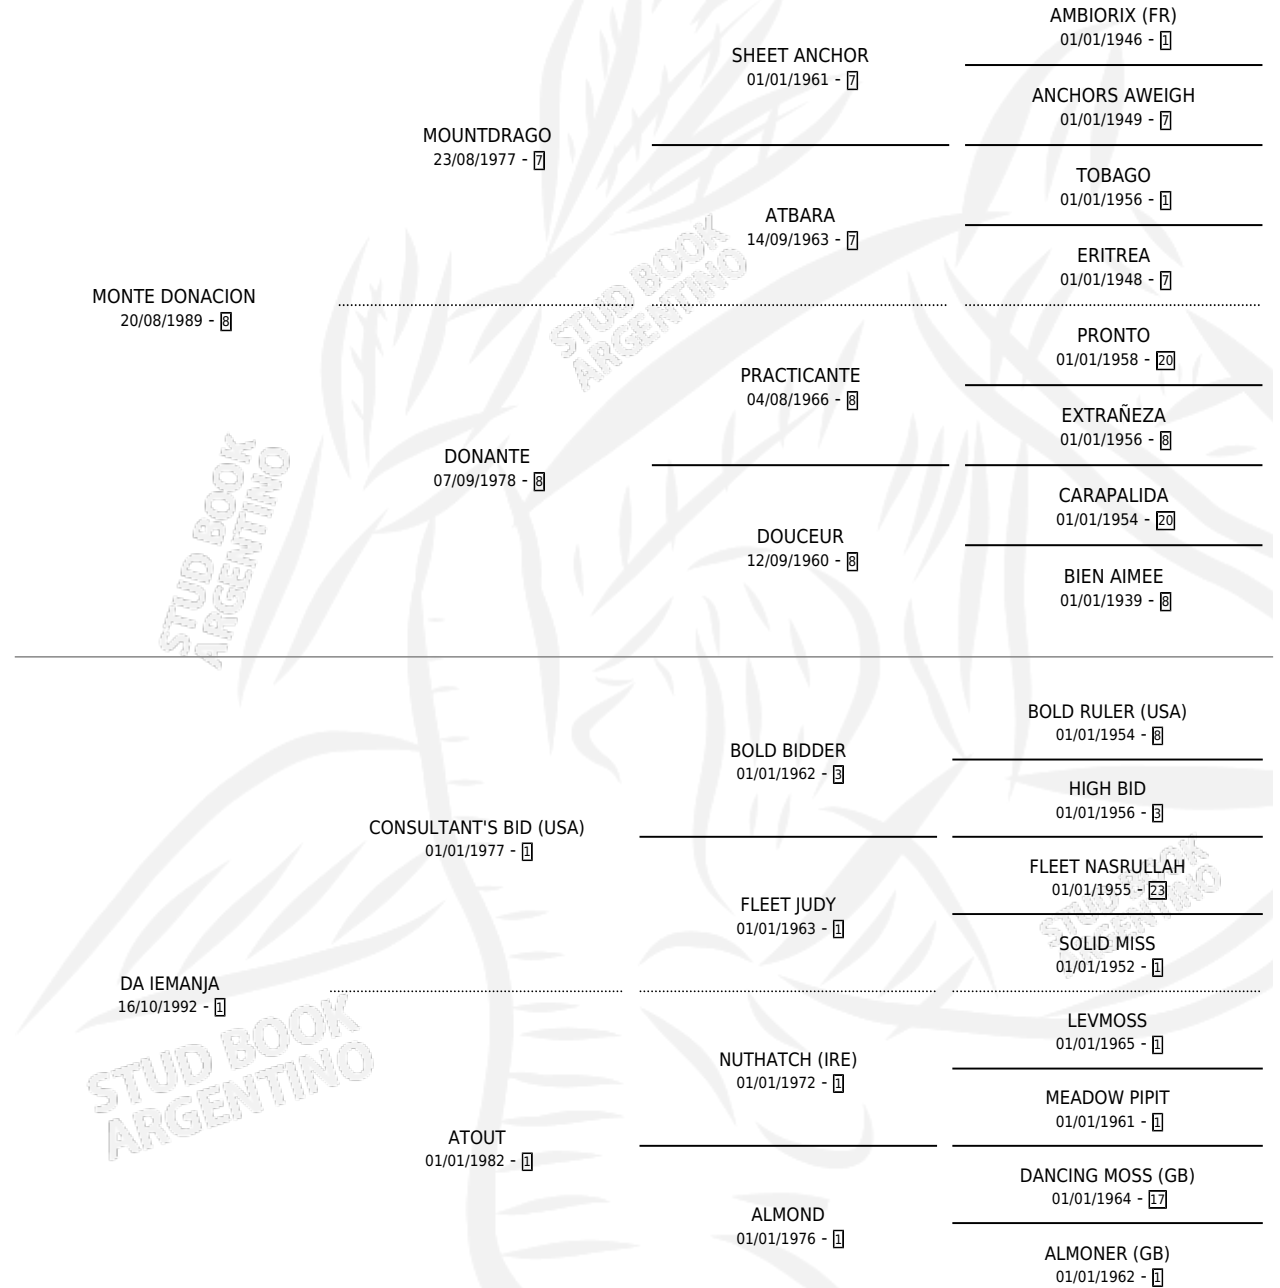 AMBIORIX (FR)
01/01/1946 - 1
SHEET ANCHOR
01/01/1961 - 7
ANCHORS AWEIGH
01/01/1949 - 7
MOUNTDRAGO
23/08/1977 - 7
TOBAGO
01/01/1956 - 1
ATBARA
14/09/1963 - 7
ERITREA
01/01/1948 - 7
MONTE DONACION
20/08/1989 - 8
STUD BOOK
ARGENTINO
PRONTO
01/01/1958 - 20
PRACTICANTE
04/08/1966 - 8
EXTRAÑEZA
01/01/1956 - 8
DONANTE
07/09/1978 - 8
CARAPALIDA
01/01/1954 - 20
DOUCEUR
12/09/1960 - 8
BIEN AIMEE
01/01/1939 - 8
STUD BOOK
ARGENTINO
BOLD RULER (USA)
01/01/1954 - 8
BOLD BIDDER
01/01/1962 - 3
HIGH BID
01/01/1956 - 3
CONSULTANT'S BID (USA)
01/01/1977 - 1
FLEET NASRULLAH
01/01/1955 - 23
FLEET JUDY
01/01/1963 - 1
SOLID MISS
01/01/1952 - 1
STUD BOOK
ARGENTINO
DA IEMANJA
16/10/1992 - 1
LEVMOSS
01/01/1965 - 1
NUTHATCH (IRE)
01/01/1972 - 1
MEADOW PIPIT
01/01/1961 - 1
STUD BOOK
ARGENTINO
ATOUT
01/01/1982 - 1
DANCING MOSS (GB)
01/01/1964 - 17
ALMOND
01/01/1976 - 1
ALMONER (GB)
01/01/1962 - 1